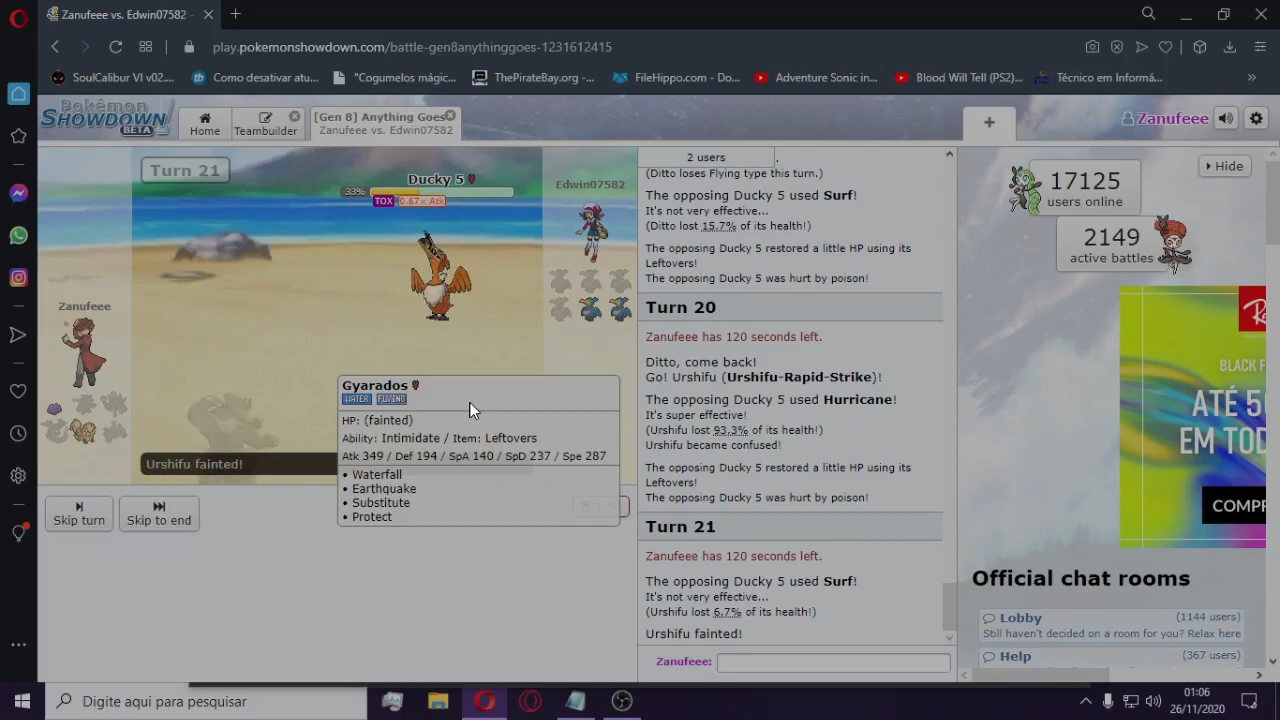 Zanufeee vs. Edwin07582 -
play.pokemonshowdown.com/battle-gen8anythinggoes-1231612415
SoulCalibur VI v02....
Como desativar atu...
"Cogumelos mágic...
ThePirateBay.org -...
FileHippo.com - Do...
Adventure Sonic in...
Blood Will Tell (PS2)...
Técnico em Informá...
Pokémon
SHOWDOWN
BETA
Home
Teambuilder
[Gen 8] Anything Goes
Zanufeee vs. Edwin07582
Zanufeee
Turn 21
Ducky 5
33%
TOX
0.67x Atk
Edwin07582
Zanufeee
Gyarados
WATER FLYING
HP: (fainted)
Ability: Intimidate / Item: Leftovers
Atk 349 / Def 194 / SpA 140 / SpD 237 / Spe 287
• Waterfall
• Earthquake
• Substitute
• Protect
Urshifu fainted!
Skip turn
Skip to end
2 users
(Ditto loses Flying type this turn.)
The opposing Ducky 5 used Surf!
It's not very effective...
(Ditto lost 15.7% of its health!)
The opposing Ducky 5 restored a little HP using its
Leftovers!
The opposing Ducky 5 was hurt by poison!
Turn 20
Zanufeee has 120 seconds left.
Ditto, come back!
Go! Urshifu (Urshifu-Rapid-Strike)!
The opposing Ducky 5 used Hurricane!
It's super effective!
(Urshifu lost 93.3% of its health!)
Urshifu became confused!
The opposing Ducky 5 restored a little HP using its
Leftovers!
The opposing Ducky 5 was hurt by poison!
Turn 21
Zanufeee has 120 seconds left.
The opposing Ducky 5 used Surf!
It's not very effective...
(Urshifu lost 6.7% of its health!)
Urshifu fainted!
Zanufeee:
Hide
17125
users online
2149
active battles
BLACK F
ATÉ 50
EM TOD
COMPR
Official chat rooms
Lobby
(1144 users)
Still haven't decided on a room for you? Relax here
Help
(367 users)
Digite aqui para pesquisar
01:06
26/11/2020